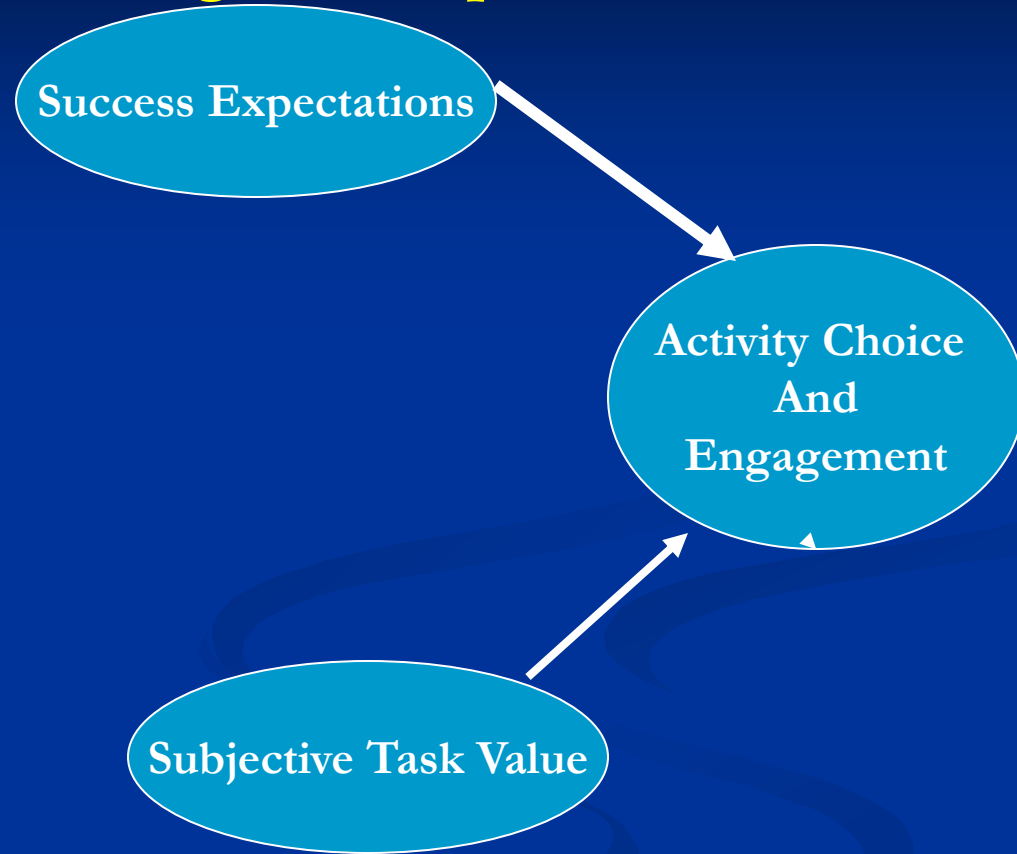 Success Expectations
Activity Choice
And
Engagement
Subjective Task Value